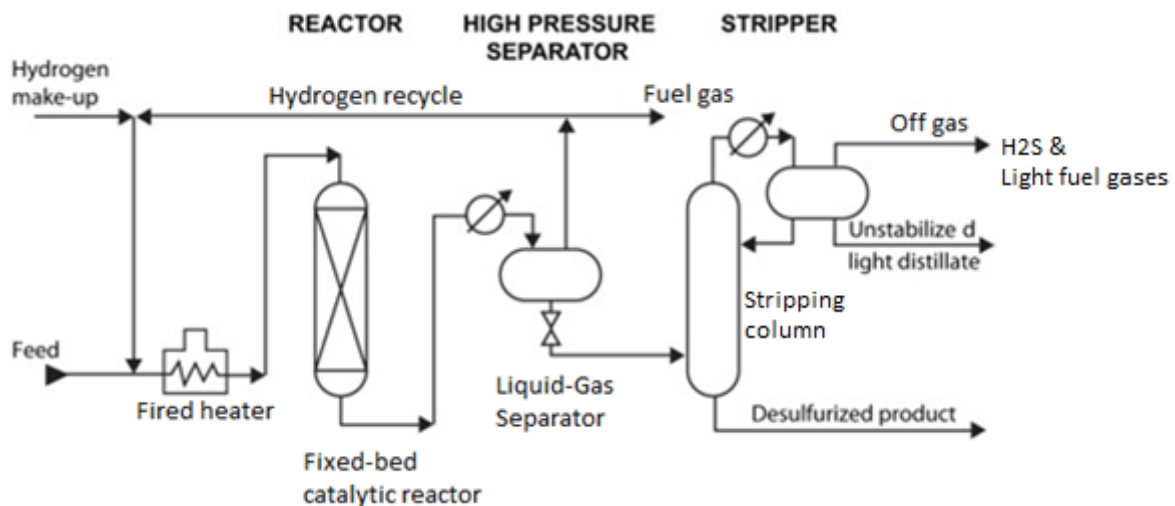 REACTOR
HIGH PRESSURE
SEPARATOR
STRIPPER
Hydrogen
make-up
Hydrogen recycle
Fuel gas
Off gas
H2S &
Light fuel gases
Unstabilize d
light distillate
Stripping
column
Feed
Fired heater
Liquid-Gas
Separator
Desulfurized product
Fixed-bed
catalytic reactor